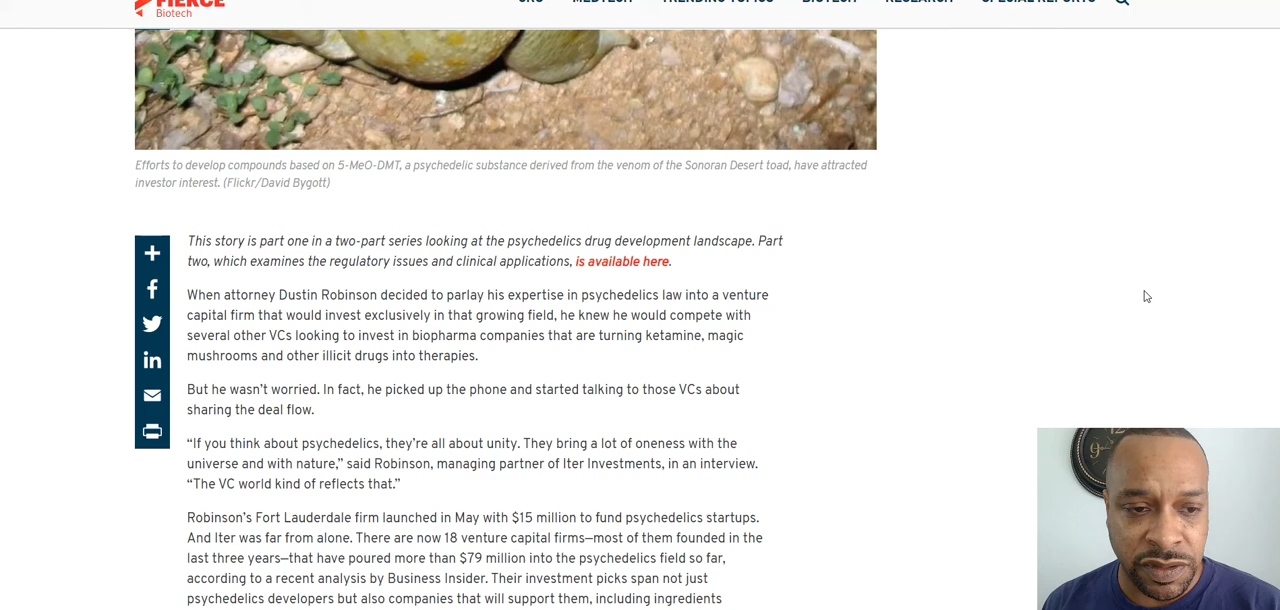 FIERCE
Biotech
CRO MEDTECH TRENDING TOPICS BIOTECH RESEARCH SPECIAL REPORTS
Efforts to develop compounds based on 5-MeO-DMT, a psychedelic substance derived from the venom of the Sonoran Desert toad, have attracted
investor interest. (Flickr/David Bygott)
This story is part one in a two-part series looking at the psychedelics drug development landscape. Part
two, which examines the regulatory issues and clinical applications, is available here.
When attorney Dustin Robinson decided to parlay his expertise in psychedelics law into a venture
capital firm that would invest exclusively in that growing field, he knew he would compete with
several other VCs looking to invest in biopharma companies that are turning ketamine, magic
mushrooms and other illicit drugs into therapies.
But he wasn’t worried. In fact, he picked up the phone and started talking to those VCs about
sharing the deal flow.
“If you think about psychedelics, they’re all about unity. They bring a lot of oneness with the
universe and with nature,” said Robinson, managing partner of Iter Investments, in an interview.
“The VC world kind of reflects that.”
Robinson’s Fort Lauderdale firm launched in May with $15 million to fund psychedelics startups.
And Iter was far from alone. There are now 18 venture capital firms—most of them founded in the
last three years—that have poured more than $79 million into the psychedelics field so far,
according to a recent analysis by Business Insider. Their investment picks span not just
psychedelics developers but also companies that will support them, including ingredients